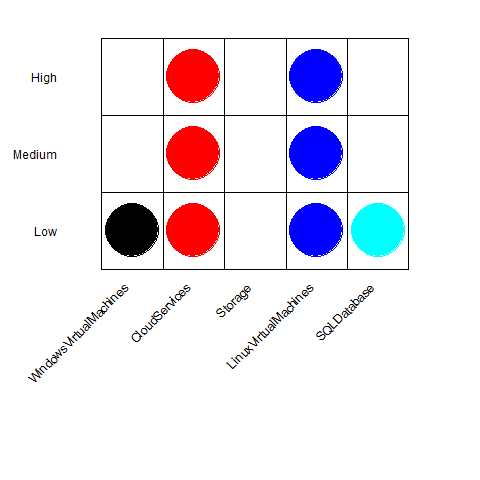 High
Medium
Low
WindowsVirtualMachines
CloudServices
Storage
LinuxVirtualMachines
SQLDatabase